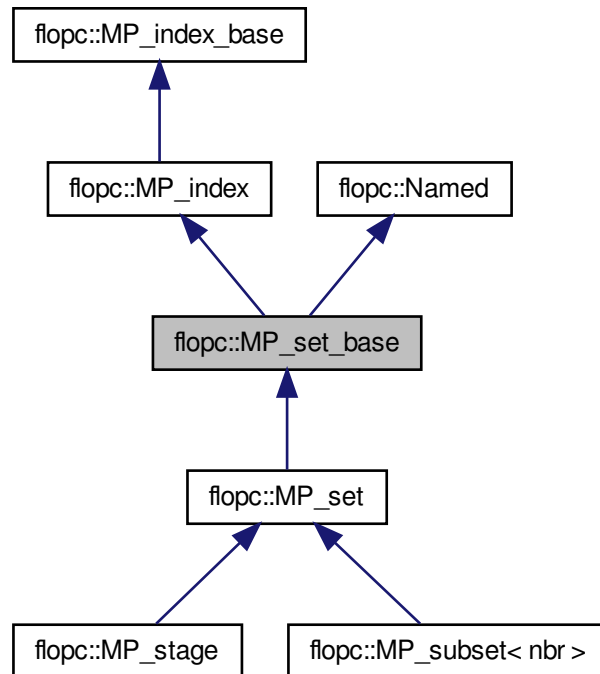 flopc::MP_index_base
flopc::MP_index
flopc::Named
flopc::MP_set_base
flopc::MP_set
flopc::MP_stage
flopc::MP_subset< nbr >